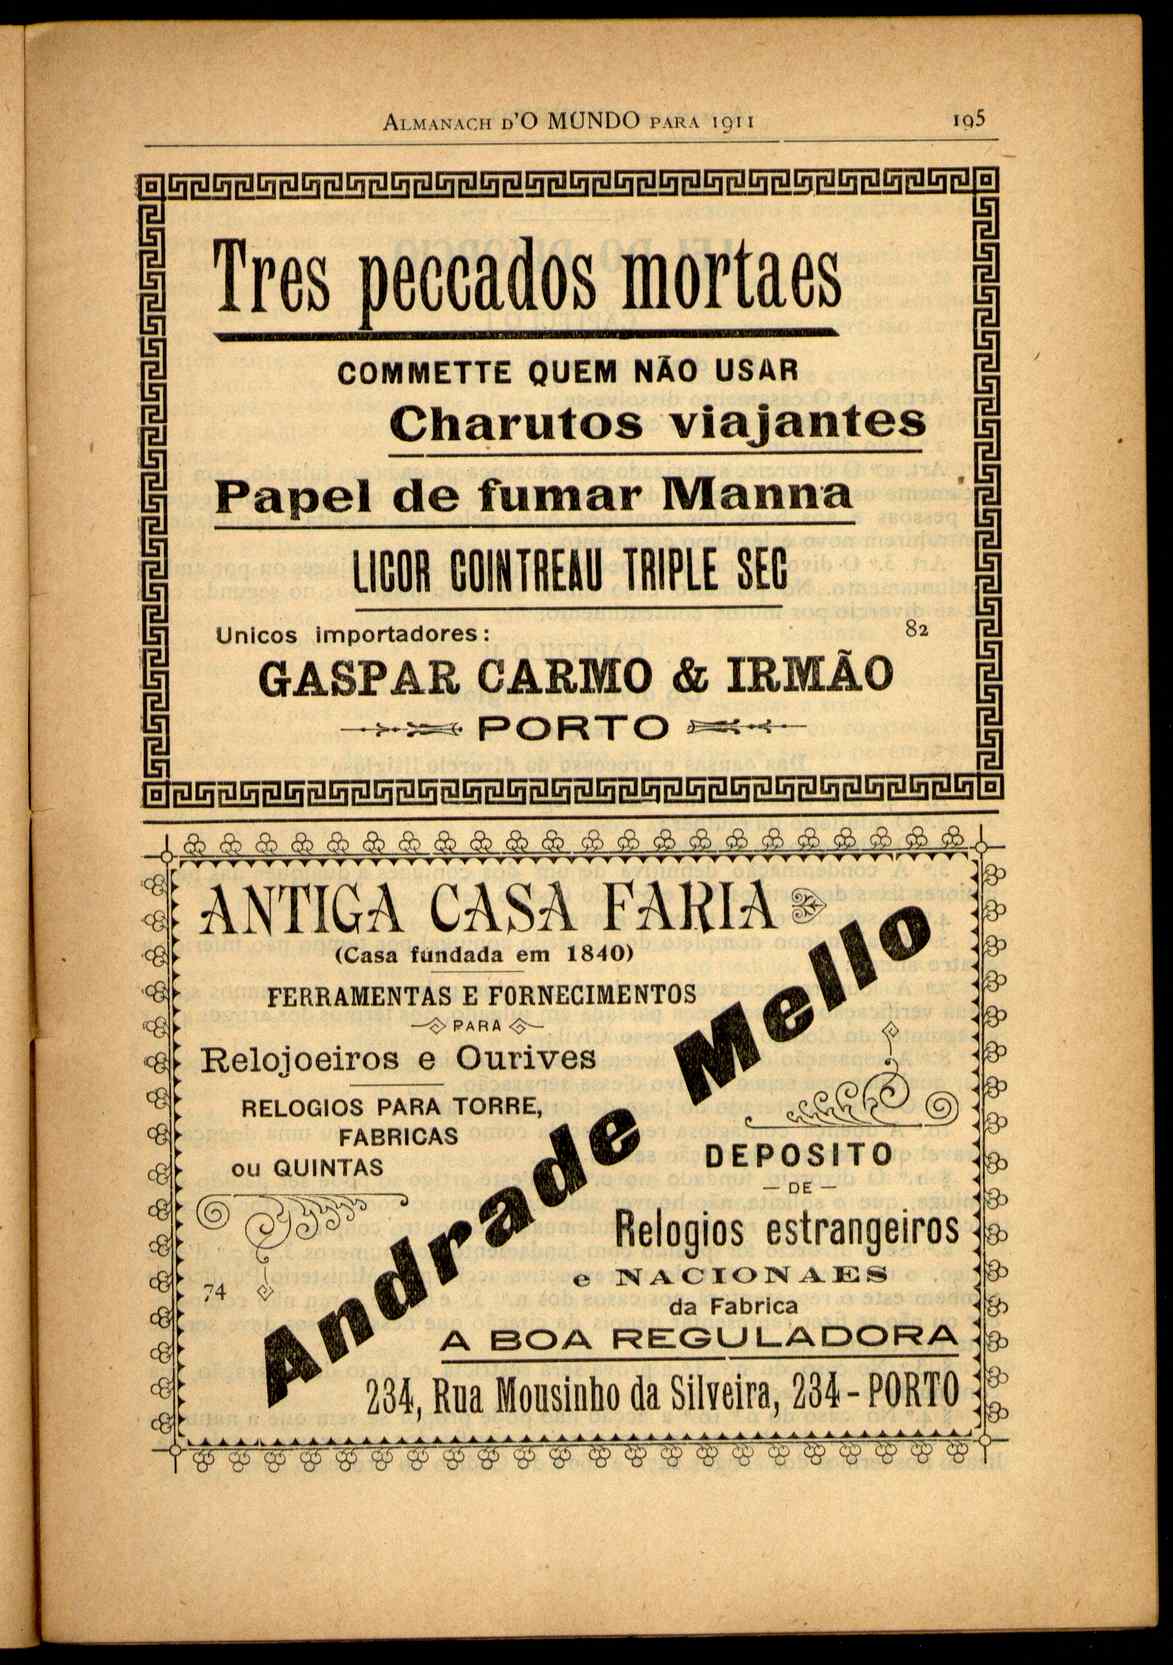 ALMANACH D'O MUNDO PARA 1911 195
Tres peccados mortaes
COMMETTE QUEM NÃO USAR
Charutos viajantes
Papel de fumar Manna
LICOR COINTREAU TRIPLE SEC
Unicos importadores: 82
GASPAR CARMO & IRMÃO
PORTO
ANTIGA CASA FARIA
(Casa fundada em 1840)
FERRAMENTAS E FORNECIMENTOS
PARA
Relojoeiros e Ourives
RELOGIOS PARA TORRE,
FABRICAS
ou QUINTAS
Andrade Mello
DEPOSITO
DE
Relogios estrangeiros
e NACIONAES
da Fabrica
A BOA REGULADORA
74
234, Rua Mousinho da Silveira, 234 - PORTO